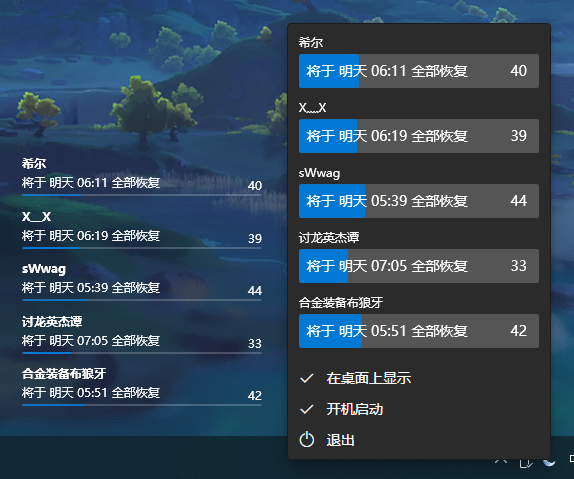 希尔
将于 明天 06:11 全部恢复 40
X__X
将于 明天 06:19 全部恢复 39
sWwag
将于 明天 05:39 全部恢复 44
讨龙英杰谭
将于 明天 07:05 全部恢复 33
合金装备布狼牙
将于 明天 05:51 全部恢复 42
希尔
将于 明天 06:11 全部恢复 40
X__X
将于 明天 06:19 全部恢复 39
sWwag
将于 明天 05:39 全部恢复 44
讨龙英杰谭
将于 明天 07:05 全部恢复 33
合金装备布狼牙
将于 明天 05:51 全部恢复 42
在桌面上显示
开机启动
退出